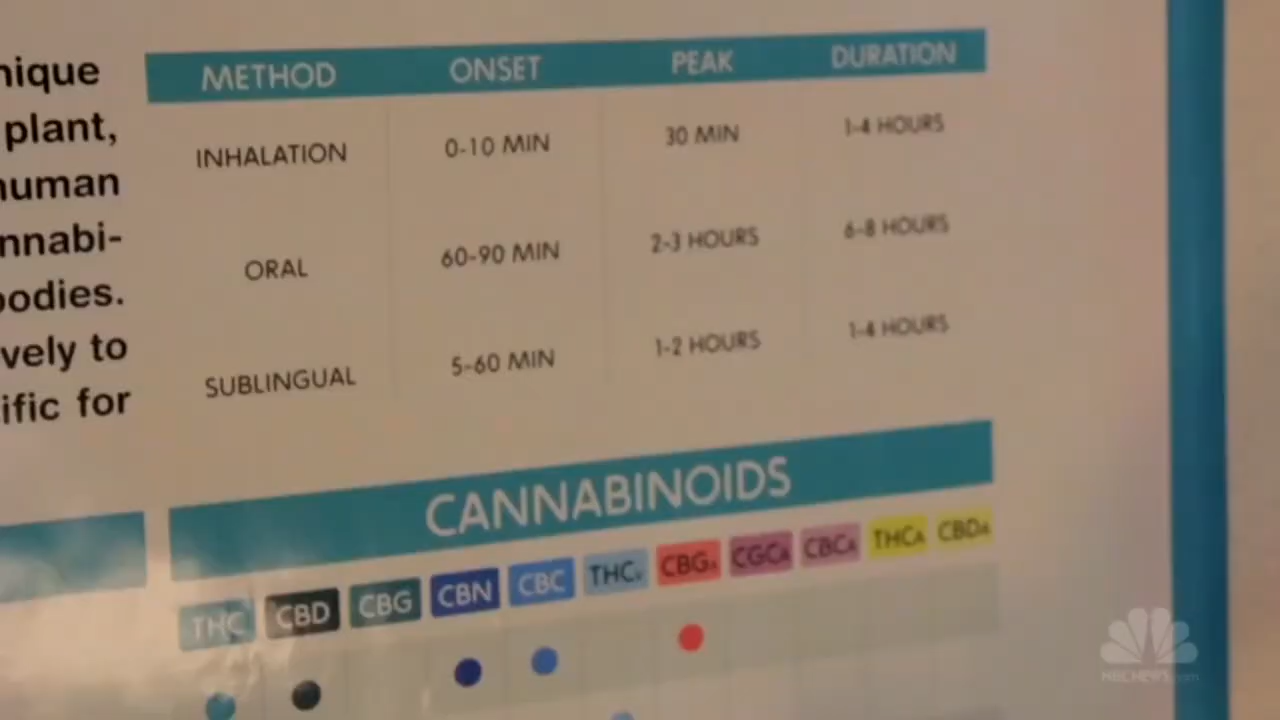 nique
plant,
human
nnabi-
bodies.
vely to
ific for
METHOD ONSET PEAK DURATION
INHALATION 0-10 MIN 30 MIN 1-4 HOURS
ORAL 60-90 MIN 2-3 HOURS 6-8 HOURS
SUBLINGUAL 5-60 MIN 1-2 HOURS 1-4 HOURS
CANNABINOIDS
THC CBD CBG CBN CBC THCV CBGA CGCA CBCA THCA CBDA
NBCNEWS.com